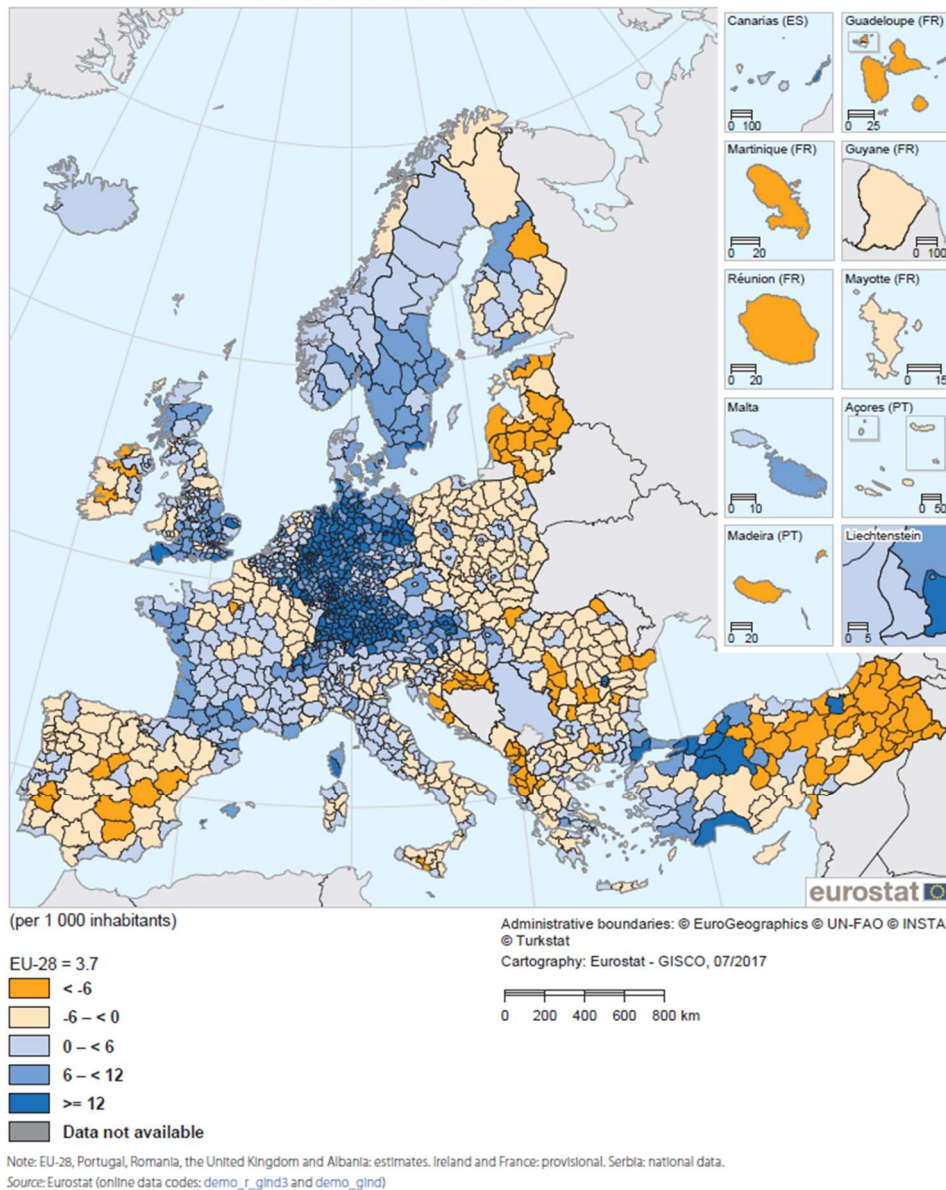 Canarias (ES)
0 100
Guadeloupe (FR)
0 25
Martinique (FR)
0 20
Guyane (FR)
0 100
Réunion (FR)
0 20
Mayotte (FR)
0 15
Malta
0 10
Açores (PT)
0 50
Madeira (PT)
0 20
Liechtenstein
0 5
eurostat
(per 1 000 inhabitants)
EU-28 = 3.7
< -6
-6 – < 0
0 – < 6
6 – < 12
>= 12
Data not available
Administrative boundaries: © EuroGeographics © UN-FAO © INSTA
© Turkstat
Cartography: Eurostat - GISCO, 07/2017
0 200 400 600 800 km
Note: EU-28, Portugal, Romania, the United Kingdom and Albania: estimates. Ireland and France: provisional. Serbia: national data.
Source: Eurostat (online data codes: demo_r_gind3 and demo_gind)